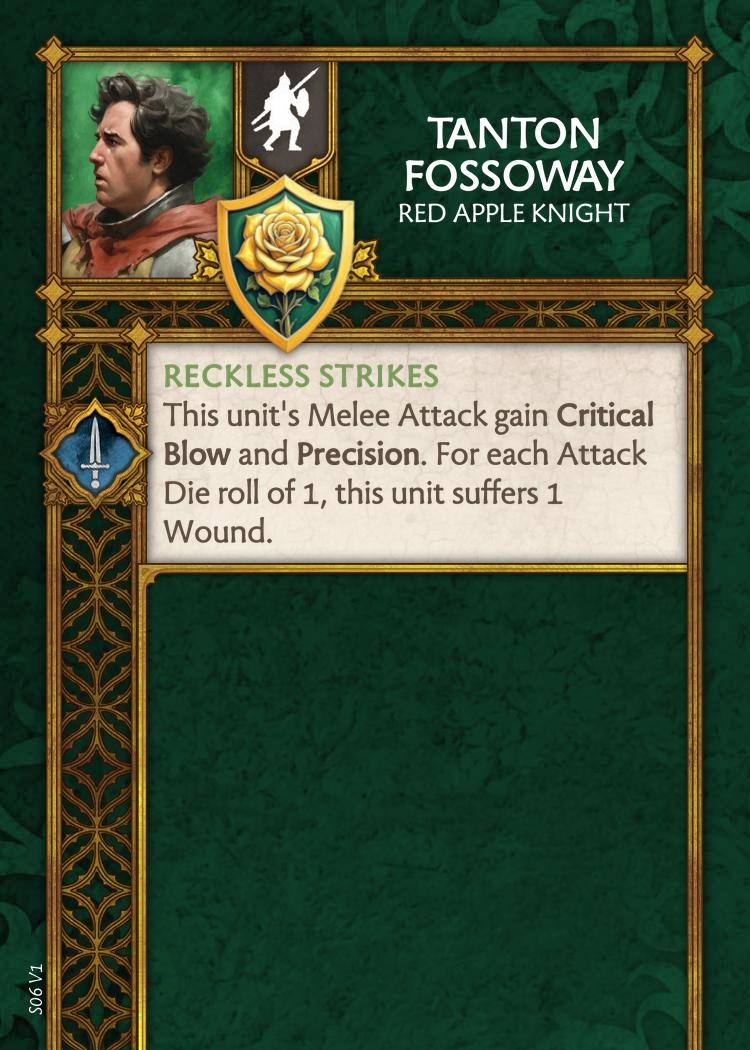 TANTON
FOSSOWAY
RED APPLE KNIGHT
RECKLESS STRIKES
This unit's Melee Attack gain Critical
Blow and Precision. For each Attack
Die roll of 1, this unit suffers 1
Wound.
S06 V1